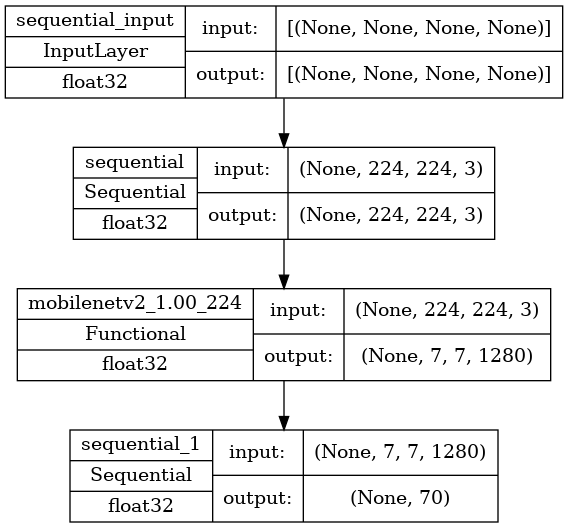 sequential_input
InputLayer
float32
input:
[(None, None, None, None)]
output:
[(None, None, None, None)]
sequential
Sequential
float32
input:
(None, 224, 224, 3)
output:
(None, 224, 224, 3)
mobilenetv2_1.00_224
Functional
float32
input:
(None, 224, 224, 3)
output:
(None, 7, 7, 1280)
sequential_1
Sequential
float32
input:
(None, 7, 7, 1280)
output:
(None, 70)